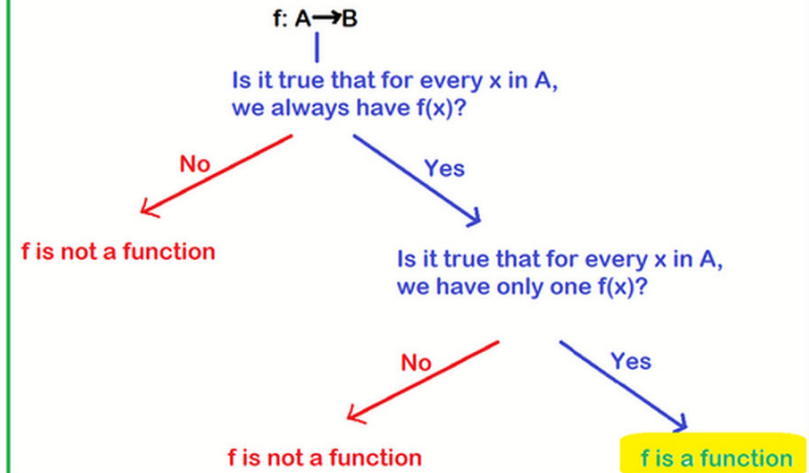 f: A→B
Is it true that for every x in A,
we always have f(x)?
No
Yes
f is not a function
Is it true that for every x in A,
we have only one f(x)?
No
Yes
f is not a function
f is a function